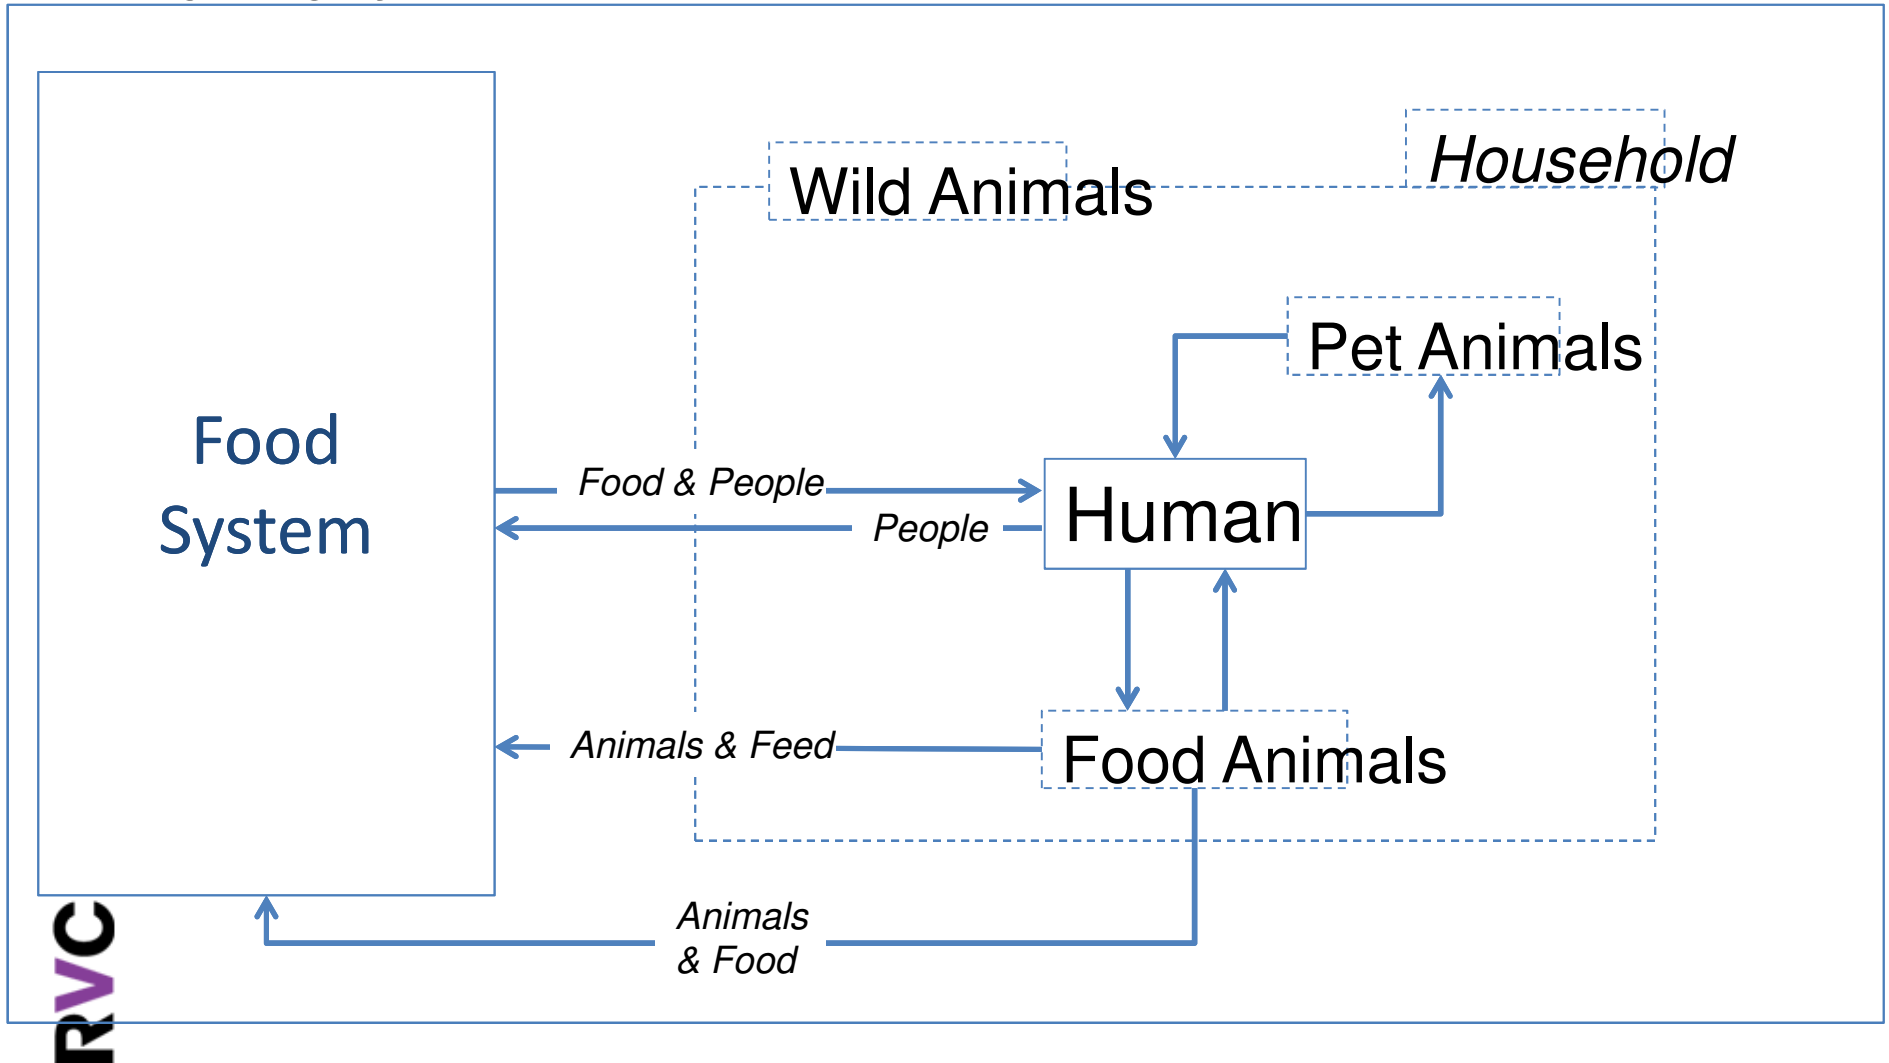 Household
Wild Animals
Pet Animals
Food
System
Food & People
Human
People
Animals & Feed
Food Animals
Animals
& Food
RVC